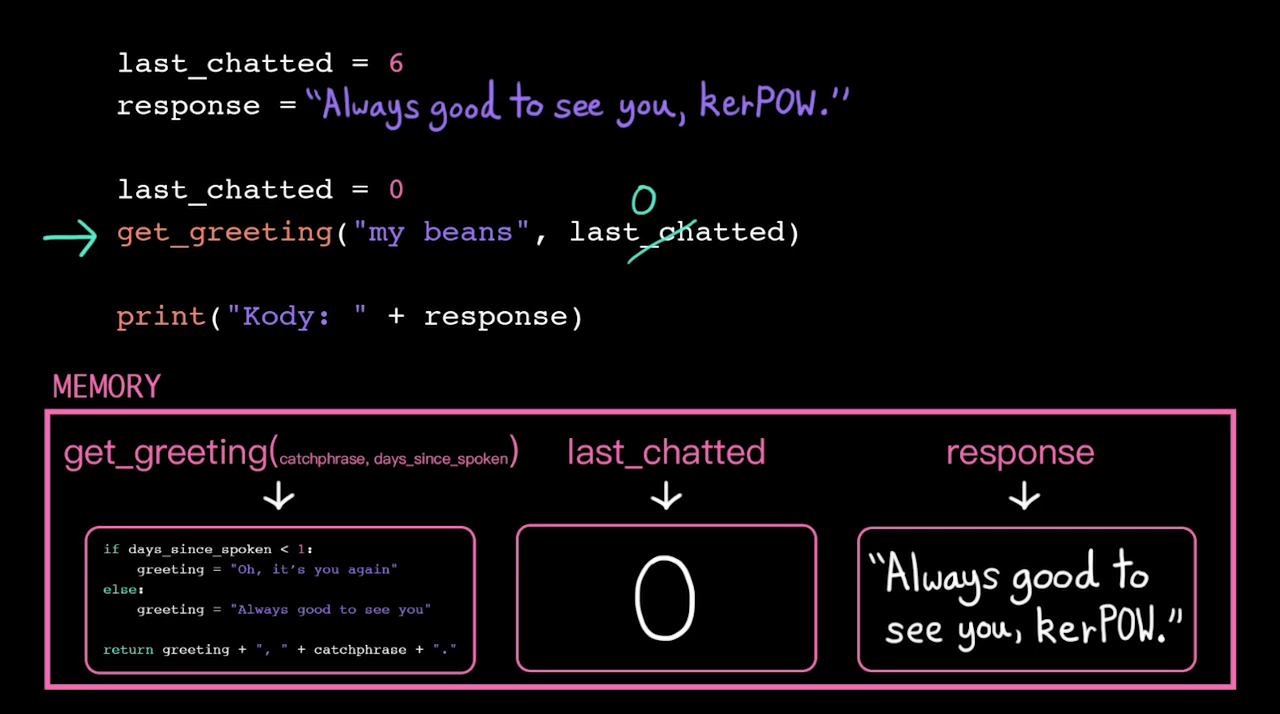 last_chatted = 6
response = “Always good to see you, kerPOW.”
last_chatted = 0
0
get_greeting("my beans", last_chatted)
print("Kody: " + response)
MEMORY
get_greeting(catchphrase, days_since_spoken) last_chatted response
if days_since_spoken < 1:
greeting = "Oh, it’s you again"
else:
greeting = "Always good to see you"
return greeting + ", " + catchphrase + "."
0
“Always good to
see you, kerPOW.”